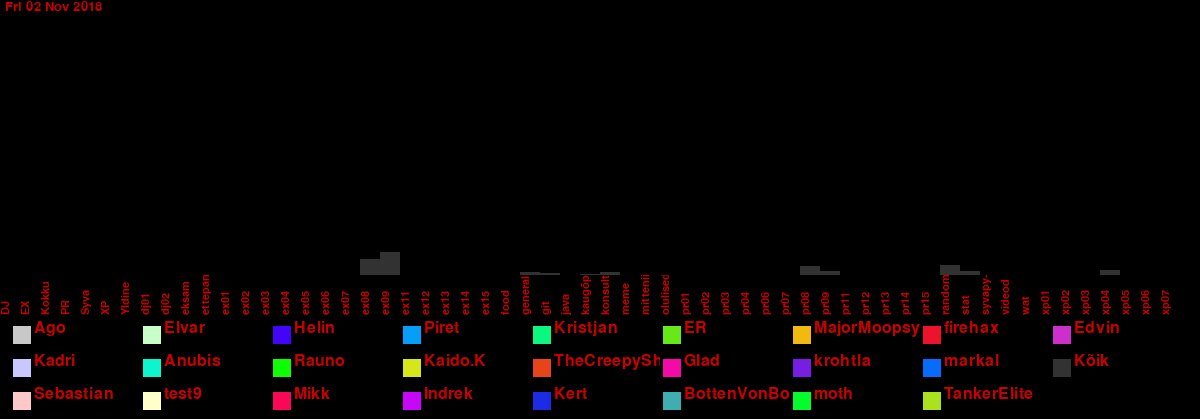 Fri 02 Nov 2018
DJ EX Kokku PR Syva XP Yldine dj01 dj02 eksam ettepan ex01 ex02 ex03 ex04 ex05 ex06 ex07 ex08 ex09 ex11 ex12 ex13 ex14 ex15 food general git java kaugõp konsult meme mitteni olulised pr01 pr02 pr03 pr04 pr06 pr07 pr08 pr09 pr11 pr12 pr13 pr14 pr15 random stat syvapy- videod wat xp01 xp02 xp03 xp04 xp05 xp06 xp07
Ago Elvar Helin Piret Kristjan ER MajorMoopsy firehax Edvin
Kadri Anubis Rauno Kaido.K TheCreepySh Glad krohtla markal Kõik
Sebastian test9 Mikk Indrek Kert BottenVonBo moth TankerElite